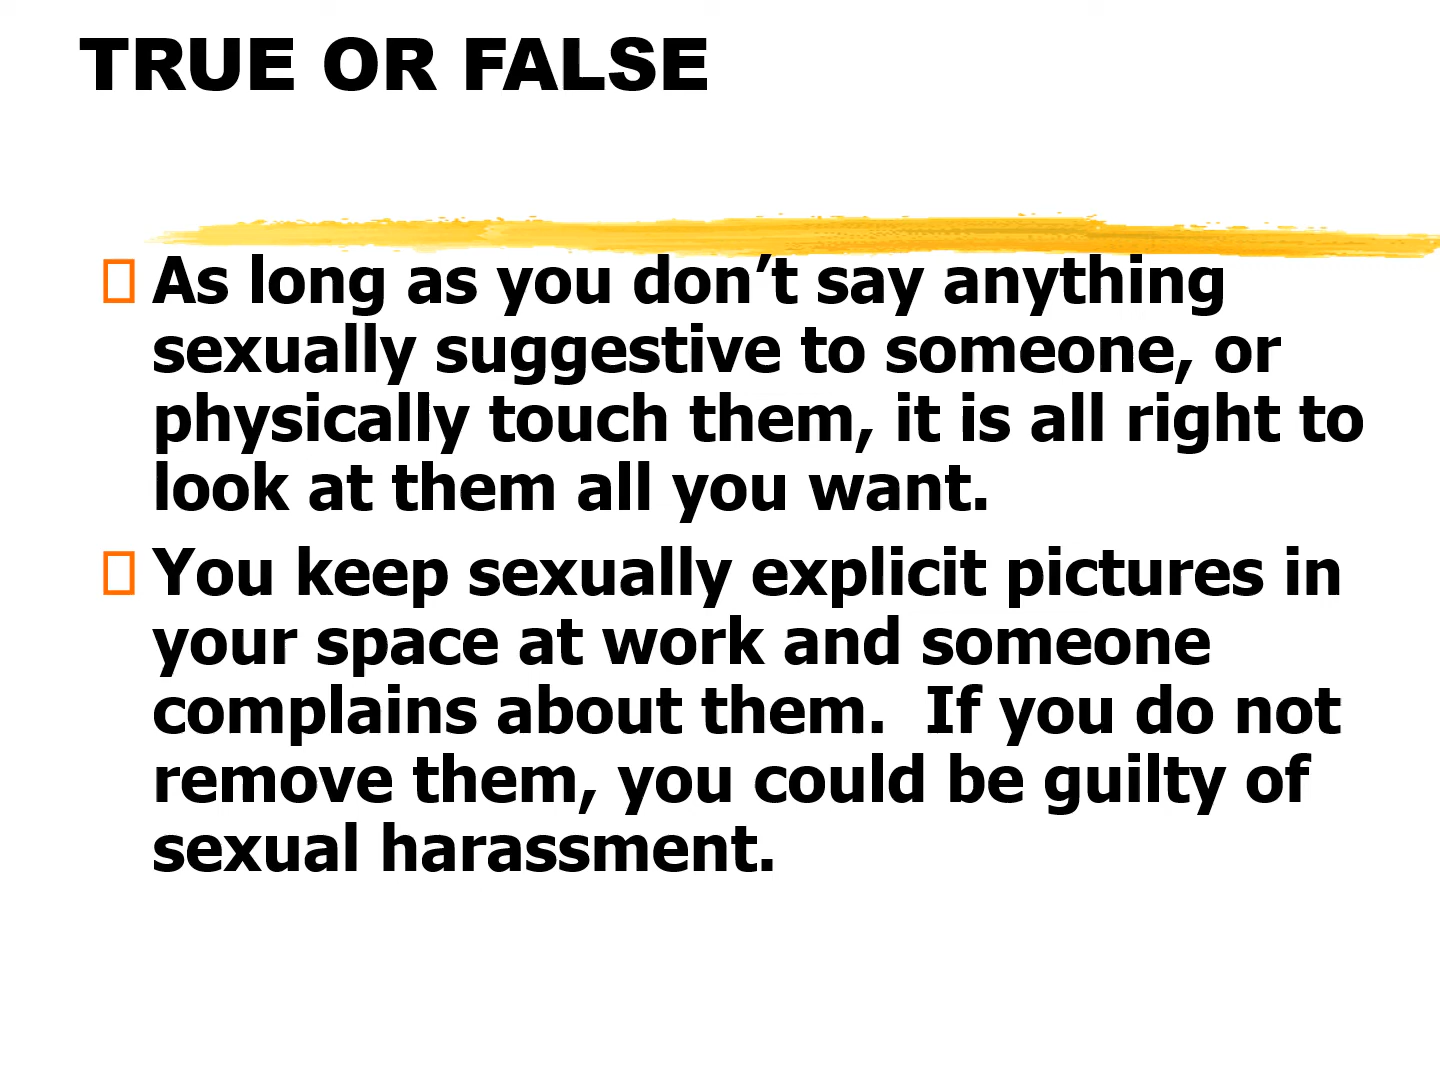 TRUE OR FALSE
As long as you don’t say anything
sexually suggestive to someone, or
physically touch them, it is all right to
look at them all you want.
You keep sexually explicit pictures in
your space at work and someone
complains about them.  If you do not
remove them, you could be guilty of
sexual harassment.